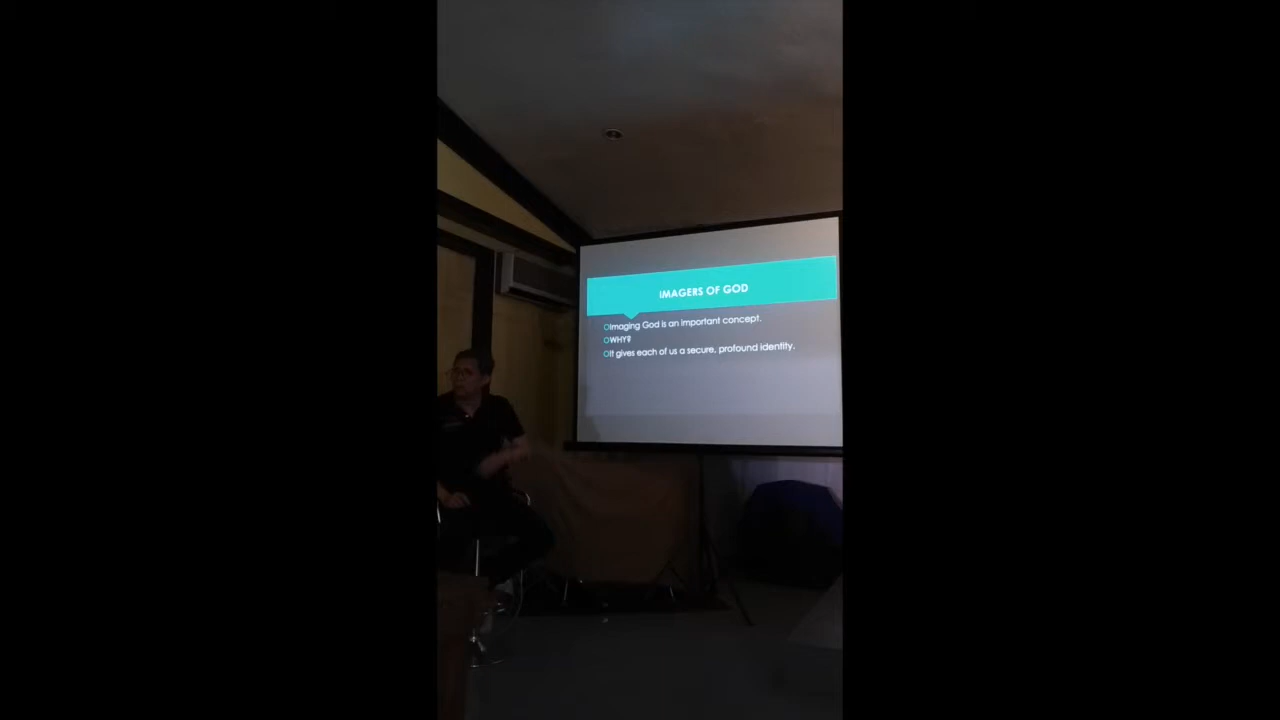 IMAGERS OF GOD
Imaging God is an important concept.
WHY?
It gives each of us a secure, profound identity.